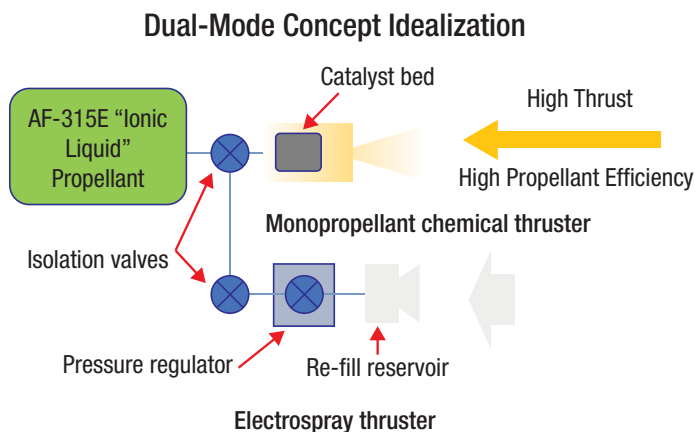 Dual-Mode Concept Idealization
Catalyst bed
AF-315E “Ionic
Liquid”
Propellant
High Thrust
High Propellant Efficiency
Monopropellant chemical thruster
Isolation valves
Pressure regulator
Re-fill reservoir
Electrospray thruster